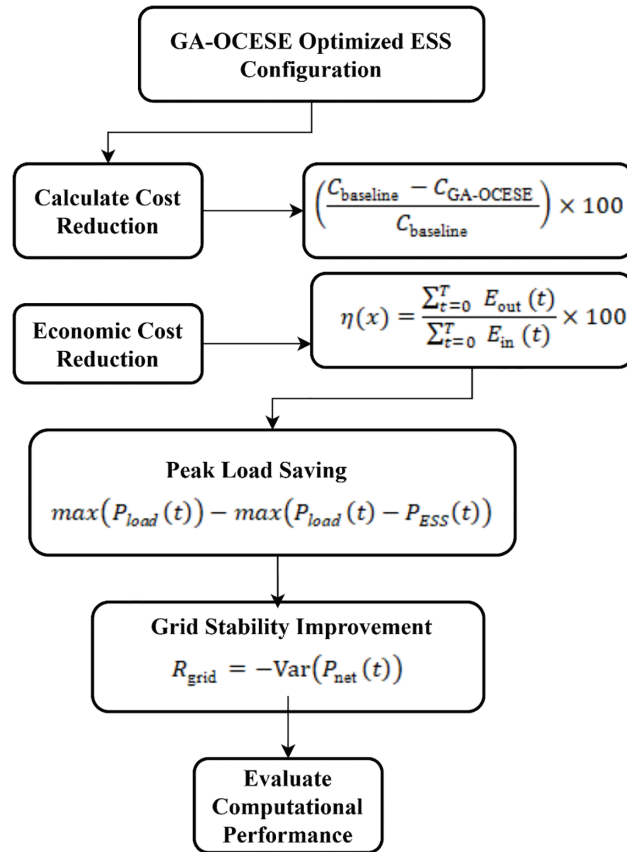 GA-OCESE Optimized ESS
Configuration
Calculate Cost
Reduction
(C_baseline − C_GA-OCESE / C_baseline) × 100
Economic Cost
Reduction
η(x) = ∑_{t=0}^{T} E_out (t) / ∑_{t=0}^{T} E_in (t) × 100
Peak Load Saving
max(P_load(t)) − max(P_load(t) − P_ESS(t))
Grid Stability Improvement
R_grid = −Var(P_net(t))
Evaluate
Computational
Performance